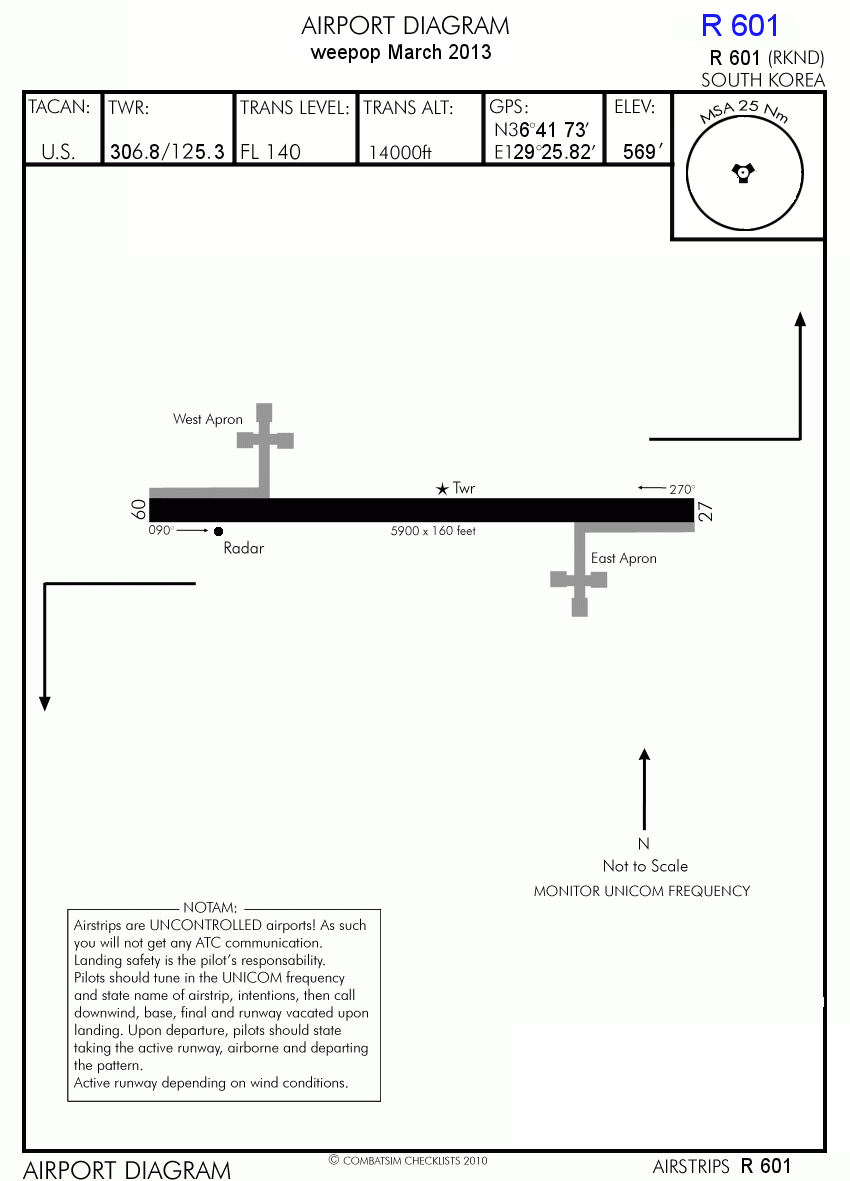 AIRPORT DIAGRAM
weepop March 2013
R 601
R 601 (RKND)
SOUTH KOREA
TACAN:
U.S.
TWR:
306.8/125.3
TRANS LEVEL:
FL 140
TRANS ALT:
14000ft
GPS:
N36°41 73′
E129°25.82′
ELEV:
569′
MSA 25 Nm
West Apron
Twr
270°
09
27
090°
5900 x 160 feet
Radar
East Apron
N
Not to Scale
MONITOR UNICOM FREQUENCY
NOTAM:
Airstrips are UNCONTROLLED airports! As such
you will not get any ATC communication.
Landing safety is the pilot's responsability.
Pilots should tune in the UNICOM frequency
and state name of airstrip, intentions, then call
downwind, base, final and runway vacated upon
landing. Upon departure, pilots should state
taking the active runway, airborne and departing
the pattern.
Active runway depending on wind conditions.
AIRPORT DIAGRAM
© COMBATSIM CHECKLISTS 2010
AIRSTRIPS R 601